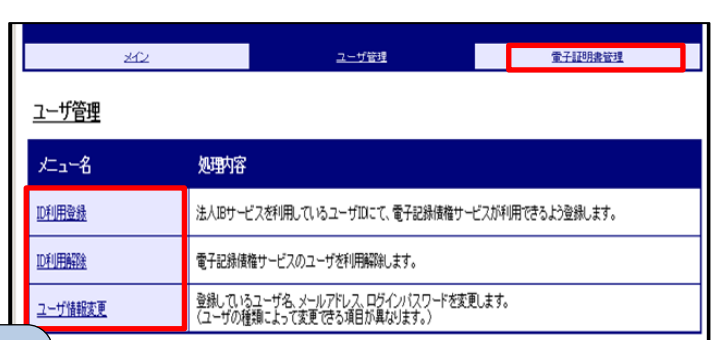 メイン
ユーザ管理
電子証明書管理
ユーザ管理
メニュー名
処理内容
ID利用登録
法人IBサービスを利用しているユーザIDにて、電子記録債権サービスが利用できるよう登録します。
ID利用解除
電子記録債権サービスのユーザを利用解除します。
ユーザ情報変更
登録しているユーザ名、メールアドレス、ログインパスワードを変更します。
(ユーザの種類によって変更できる項目が異なります。)